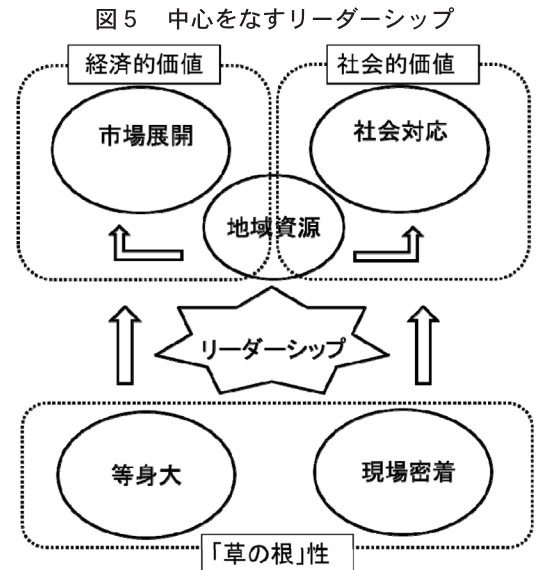 図5 中心をなすリーダーシップ
経済的価値
社会的価値
市場展開
社会対応
地域資源
リーダーシップ
等身大
現場密着
「草の根」性